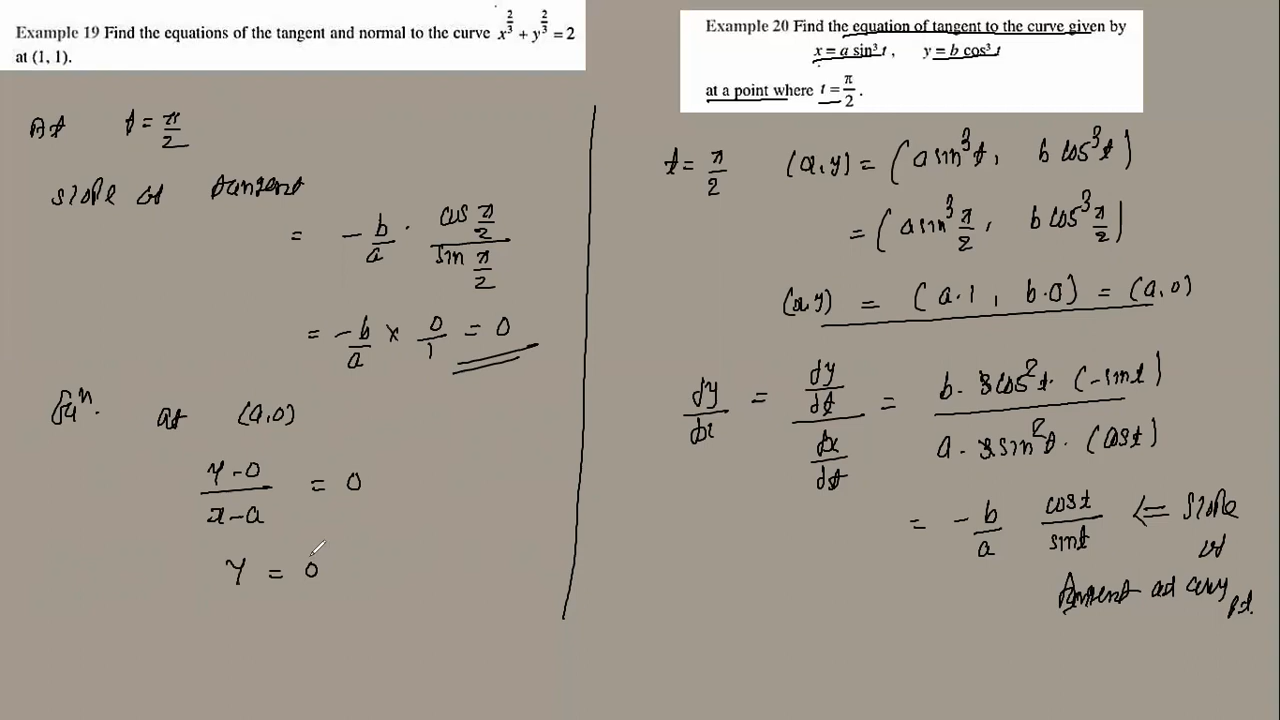 Example 19 Find the equations of the tangent and normal to the curve x^(2/3) + y^(2/3) = 2
at (1, 1).
Example 20 Find the equation of tangent to the curve given by
x = a sin³ t , y = b cos³ t
at a point where t = π/2 .
t = π/2 (x,y) = (a sin³t, b cos³t)
= (a sin³ π/2, b cos³ π/2)
(x,y) = (a·1, b·0) = (a,0)
dy/dx = (dy/dt)/(dx/dt) = b·3cos²t·(-sint) / a·3sin²t·(cost)
= -b/a cost/sint ⇐ slope
of
tangent at every
pt.
At t = π/2
slope of tangent
= -b/a · cos π/2 / sin π/2
= -b/a × 0/1 = 0
Eqⁿ. at (a,0)
(y-0)/(x-a) = 0
y = 0